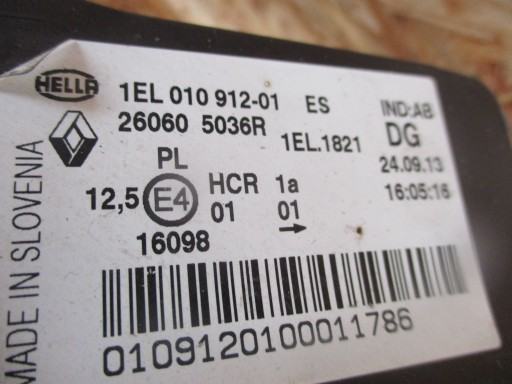 HELLA 1EL 010 912-01 ES IND:AB
26060 5036R 1EL.1821 DG
24.09.13
PL
12,5 E4 HCR 1a 16:05:16
01 01
16098
MADE IN SLOVENIA
010912010001178​6